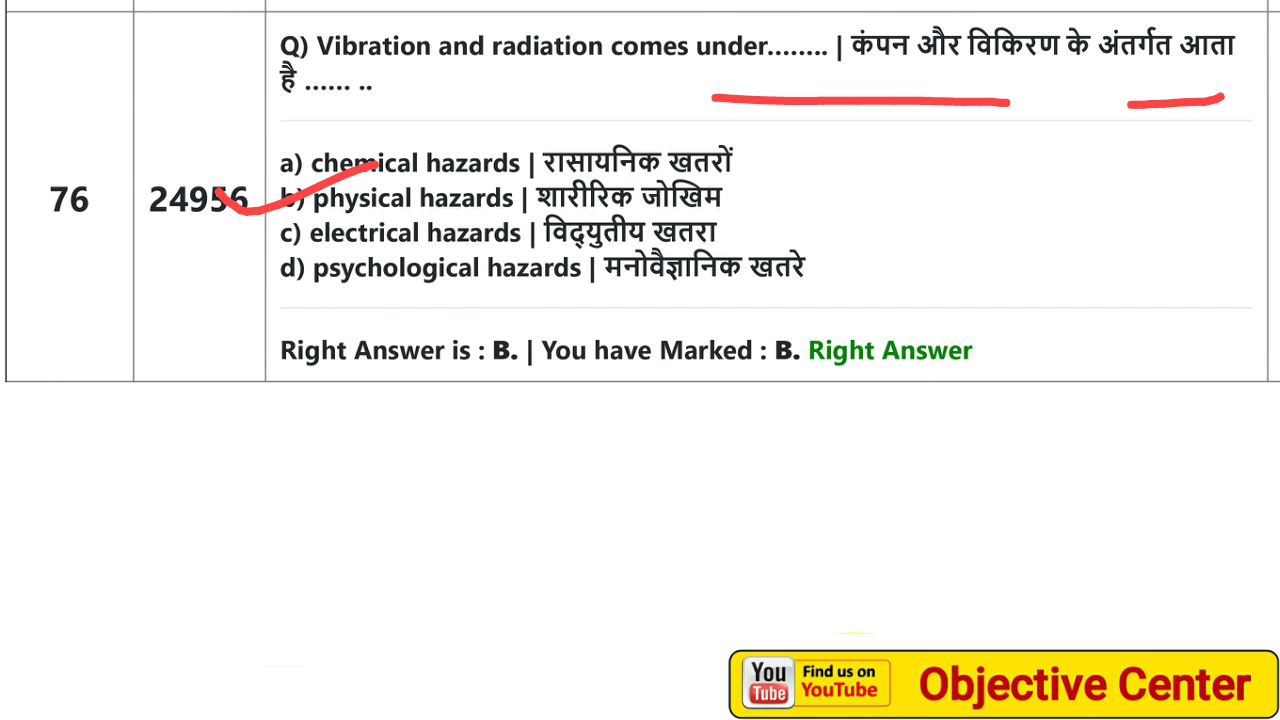 Q) Vibration and radiation comes under........ | कंपन और विकिरण के अंतर्गत आता
है ...... ..
76
24956
a) chemical hazards | रासायनिक खतरों
b) physical hazards | शारीरिक जोखिम
c) electrical hazards | विद्युतीय खतरा
d) psychological hazards | मनोवैज्ञानिक खतरे
Right Answer is : B. | You have Marked : B. Right Answer
You
Tube
Find us on
YouTube
Objective Center